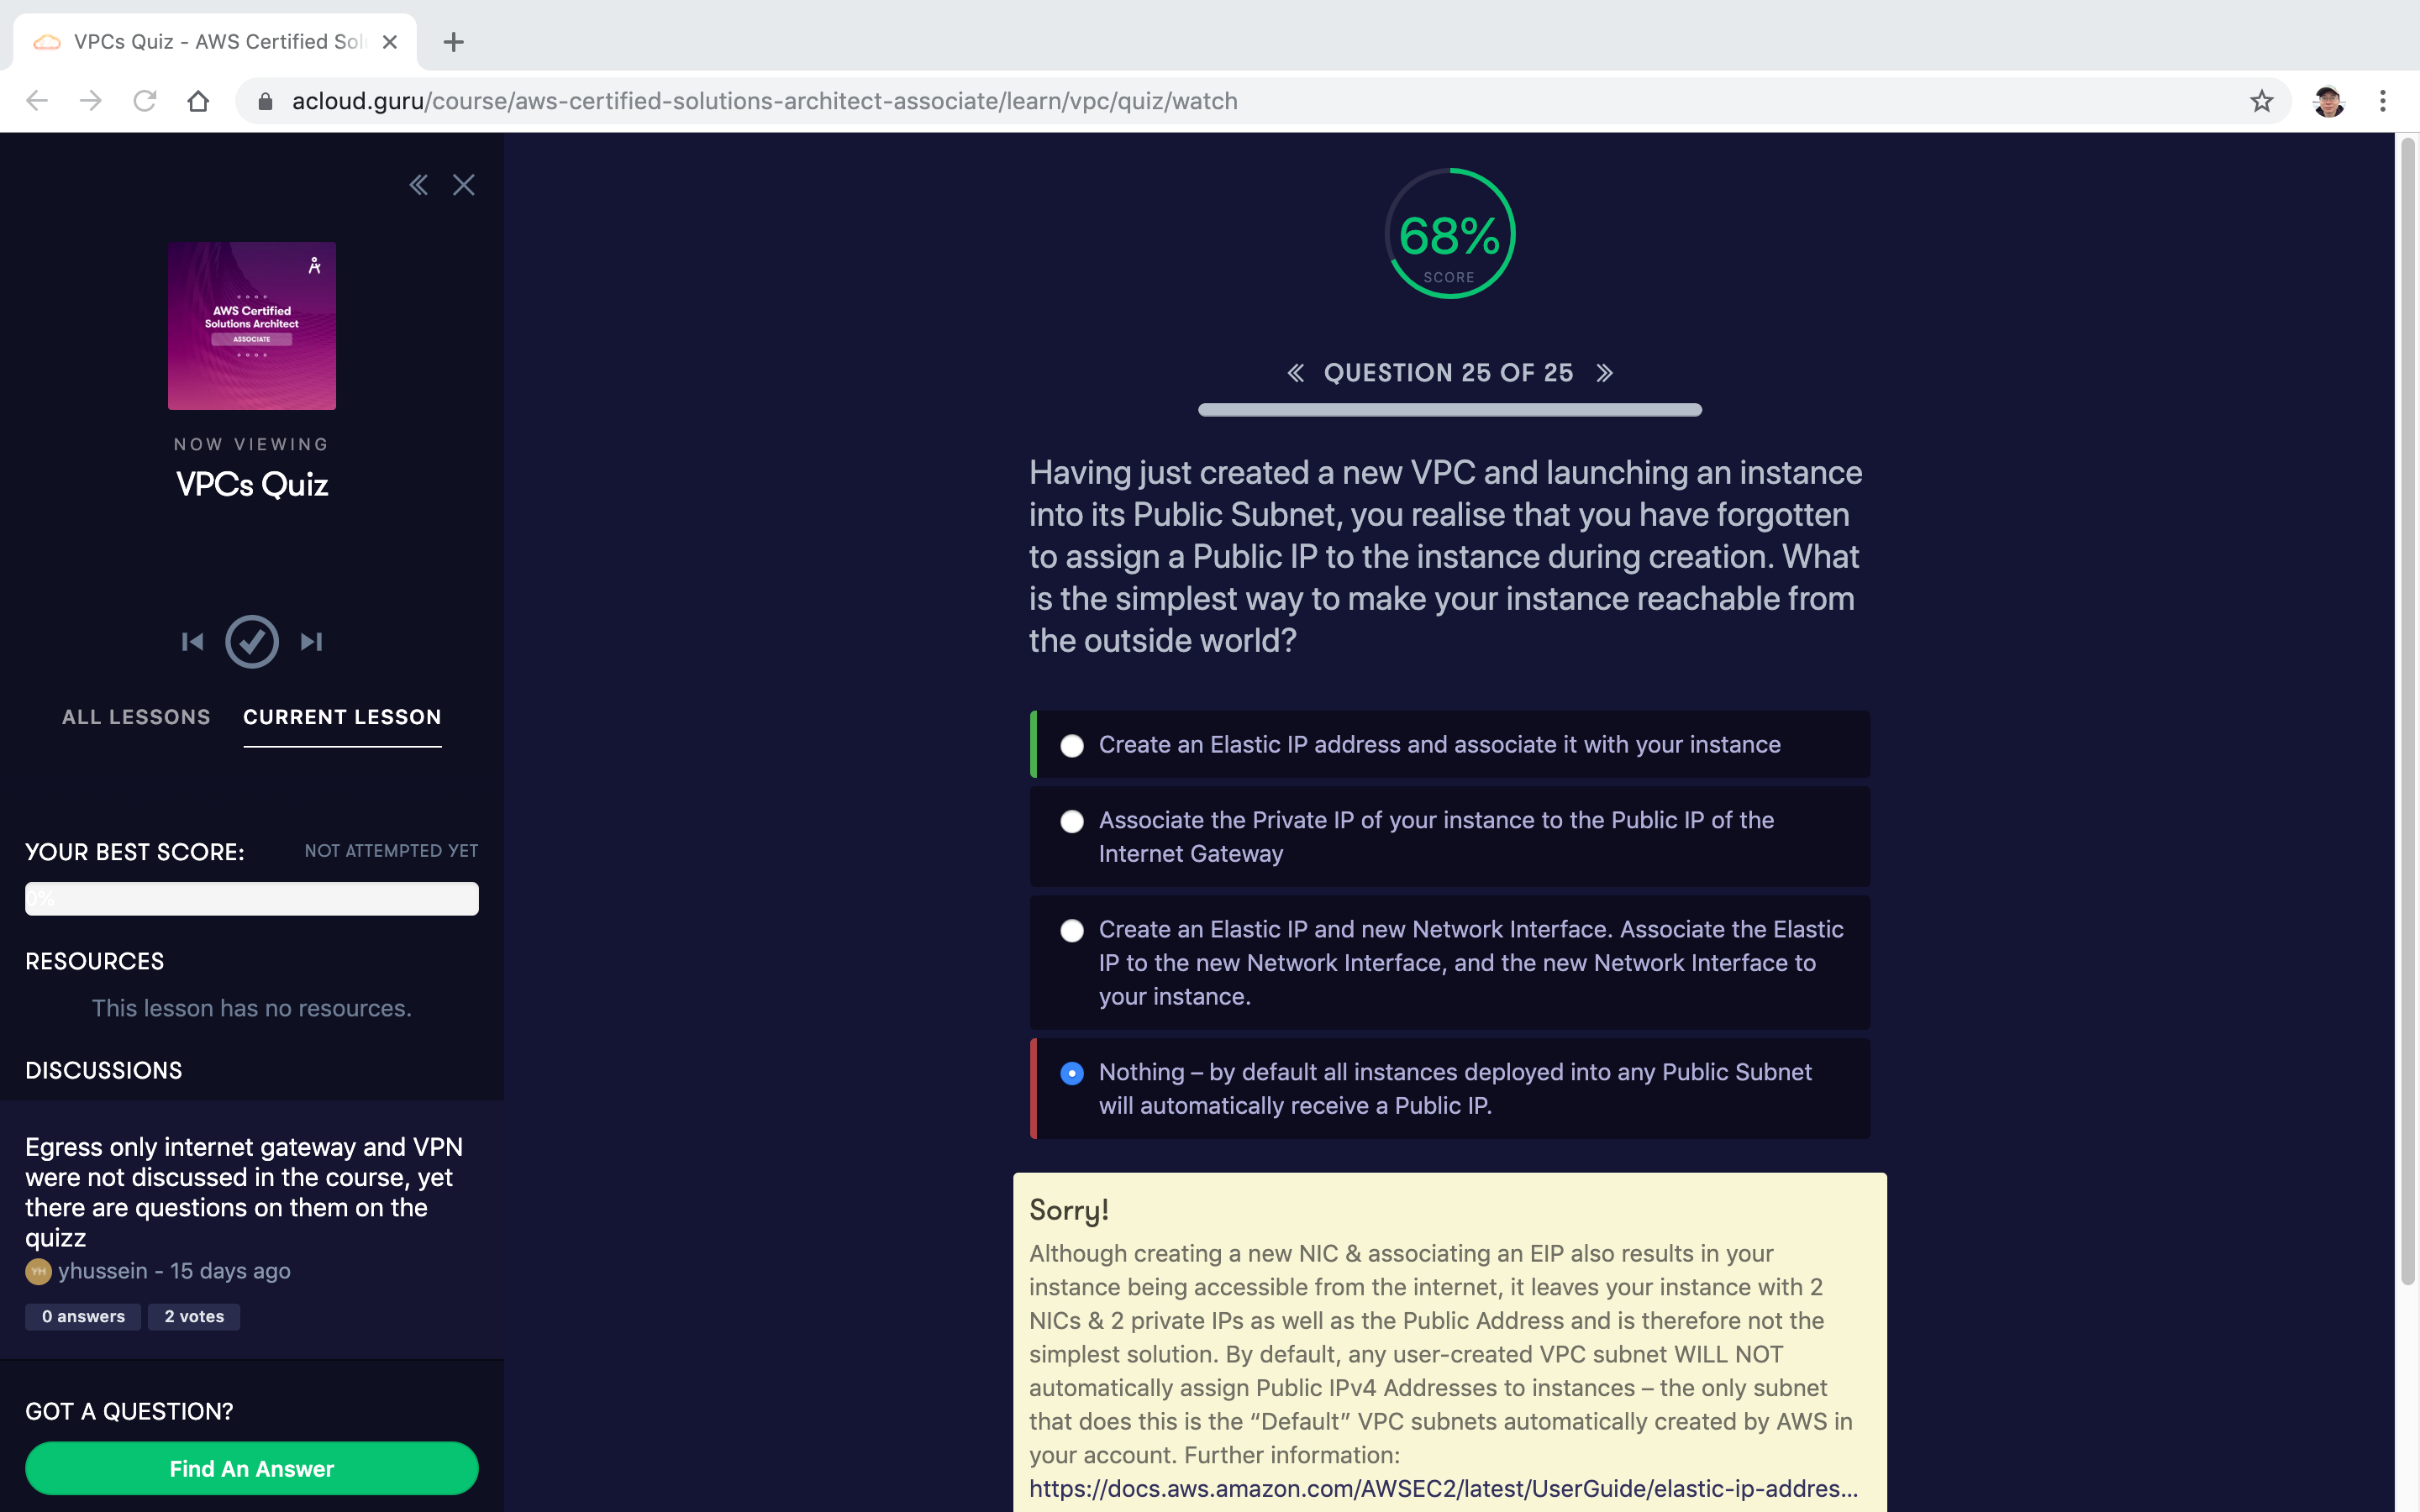 VPCs Quiz - AWS Certified Sol
acloud.guru/course/aws-certified-solutions-architect-associate/learn/vpc/quiz/watch
AWS Certified
Solutions Architect
ASSOCIATE
NOW VIEWING
VPCs Quiz
ALL LESSONS CURRENT LESSON
YOUR BEST SCORE: NOT ATTEMPTED YET
0%
RESOURCES
This lesson has no resources.
DISCUSSIONS
Egress only internet gateway and VPN
were not discussed in the course, yet
there are questions on them on the
quizz
YH yhussein - 15 days ago
0 answers 2 votes
GOT A QUESTION?
Find An Answer
68%
SCORE
QUESTION 25 OF 25
Having just created a new VPC and launching an instance
into its Public Subnet, you realise that you have forgotten
to assign a Public IP to the instance during creation. What
is the simplest way to make your instance reachable from
the outside world?
Create an Elastic IP address and associate it with your instance
Associate the Private IP of your instance to the Public IP of the
Internet Gateway
Create an Elastic IP and new Network Interface. Associate the Elastic
IP to the new Network Interface, and the new Network Interface to
your instance.
Nothing – by default all instances deployed into any Public Subnet
will automatically receive a Public IP.
Sorry!
Although creating a new NIC & associating an EIP also results in your
instance being accessible from the internet, it leaves your instance with 2
NICs & 2 private IPs as well as the Public Address and is therefore not the
simplest solution. By default, any user-created VPC subnet WILL NOT
automatically assign Public IPv4 Addresses to instances – the only subnet
that does this is the “Default” VPC subnets automatically created by AWS in
your account. Further information:
https://docs.aws.amazon.com/AWSEC2/latest/UserGuide/elastic-ip-addres...